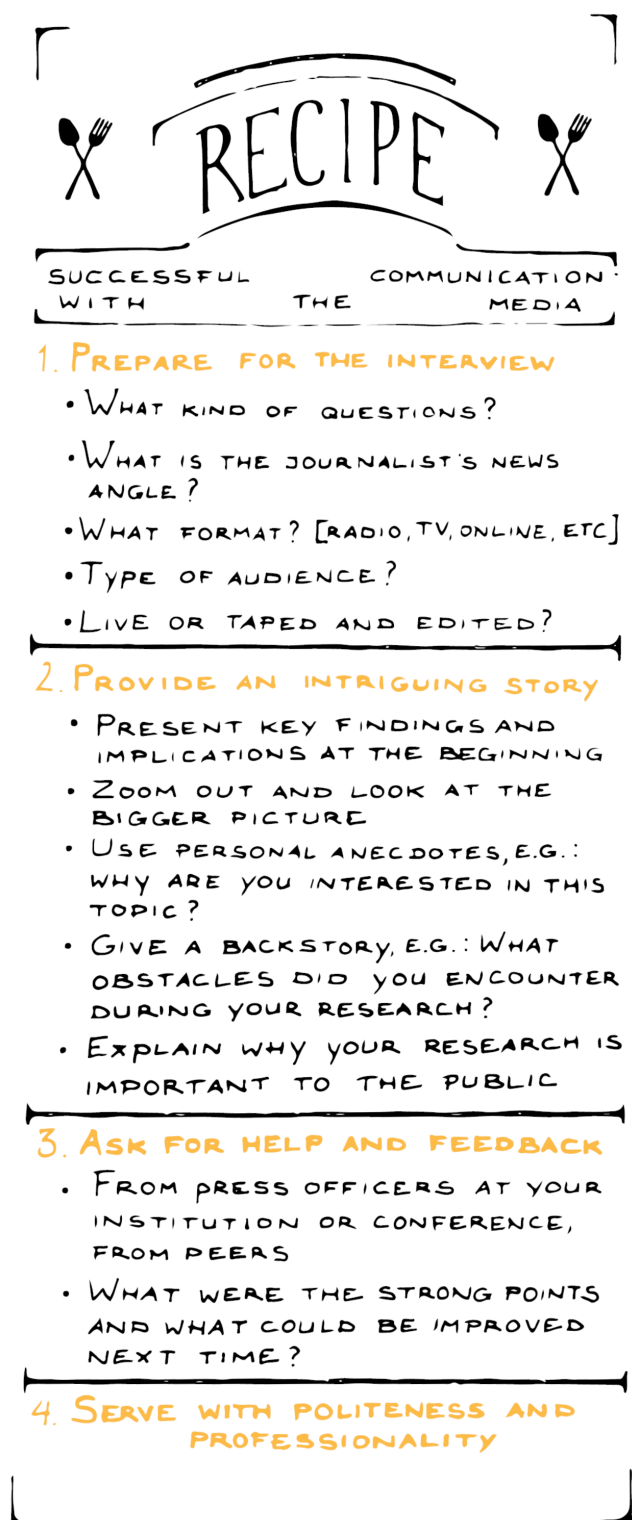 RECIPE
SUCCESSFUL COMMUNICATION
WITH THE MEDIA
1. PREPARE FOR THE INTERVIEW
• WHAT KIND OF QUESTIONS?
• WHAT IS THE JOURNALIST'S NEWS
ANGLE?
• WHAT FORMAT? [RADIO, TV, ONLINE, ETC]
• TYPE OF AUDIENCE?
• LIVE OR TAPED AND EDITED?
2. PROVIDE AN INTRIGUING STORY
• PRESENT KEY FINDINGS AND
IMPLICATIONS AT THE BEGINNING
• ZOOM OUT AND LOOK AT THE
BIGGER PICTURE
• USE PERSONAL ANECDOTES, E.G.:
WHY ARE YOU INTERESTED IN THIS
TOPIC?
• GIVE A BACKSTORY, E.G.: WHAT
OBSTACLES DID YOU ENCOUNTER
DURING YOUR RESEARCH?
• EXPLAIN WHY YOUR RESEARCH IS
IMPORTANT TO THE PUBLIC
3. ASK FOR HELP AND FEEDBACK
• FROM PRESS OFFICERS AT YOUR
INSTITUTION OR CONFERENCE,
FROM PEERS
• WHAT WERE THE STRONG POINTS
AND WHAT COULD BE IMPROVED
NEXT TIME?
4. SERVE WITH POLITENESS AND
PROFESSIONALITY